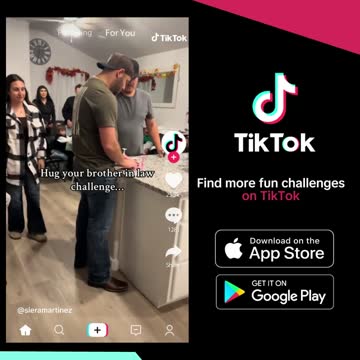 Following
For You
TikTok
Hug your brother in law
challenge...
Share
@sieramartinez
TikTok
Find more fun challenges
on TikTok
Download on the
App Store
GET IT ON
Google Play